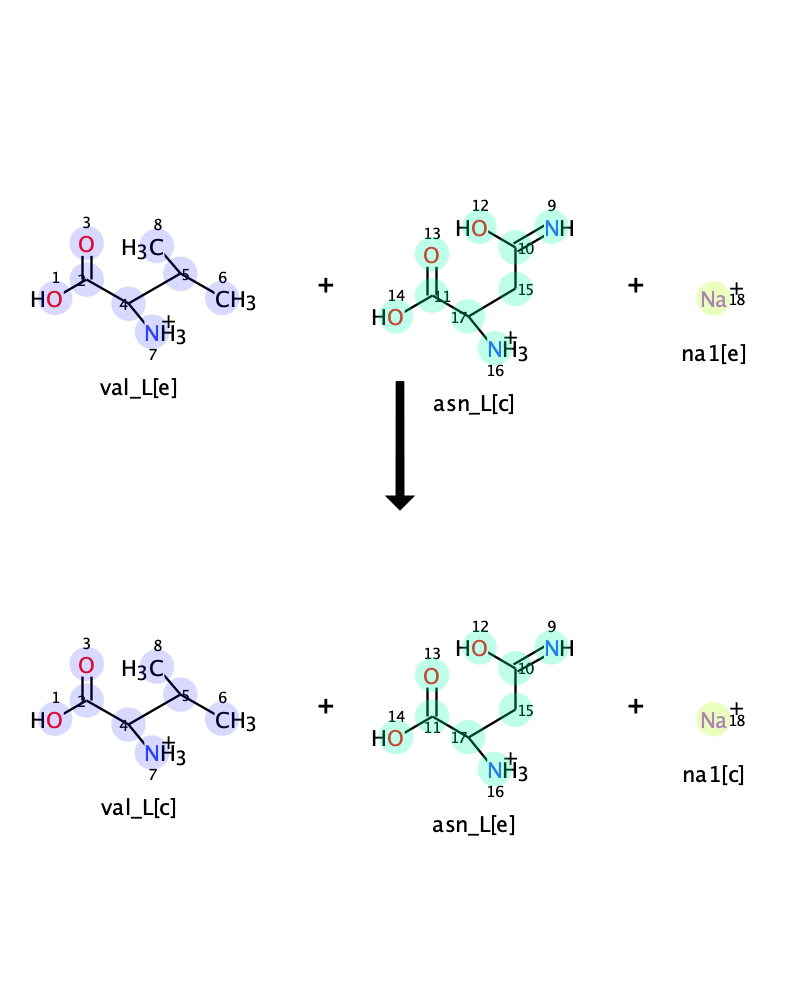 3
8
O
H3C
1
2
5
6
HO
4
CH3
+
NH3
7
val_L[e]
+
12
9
HO
NH
13
10
O
14
11
15
HO
17
+
NH3
16
asn_L[c]
+
Na
+
18
na1[e]
3
8
O
H3C
1
2
5
6
HO
4
CH3
+
NH3
7
val_L[c]
+
12
9
HO
NH
13
10
O
14
11
15
HO
17
+
NH3
16
asn_L[e]
+
Na
+
18
na1[c]